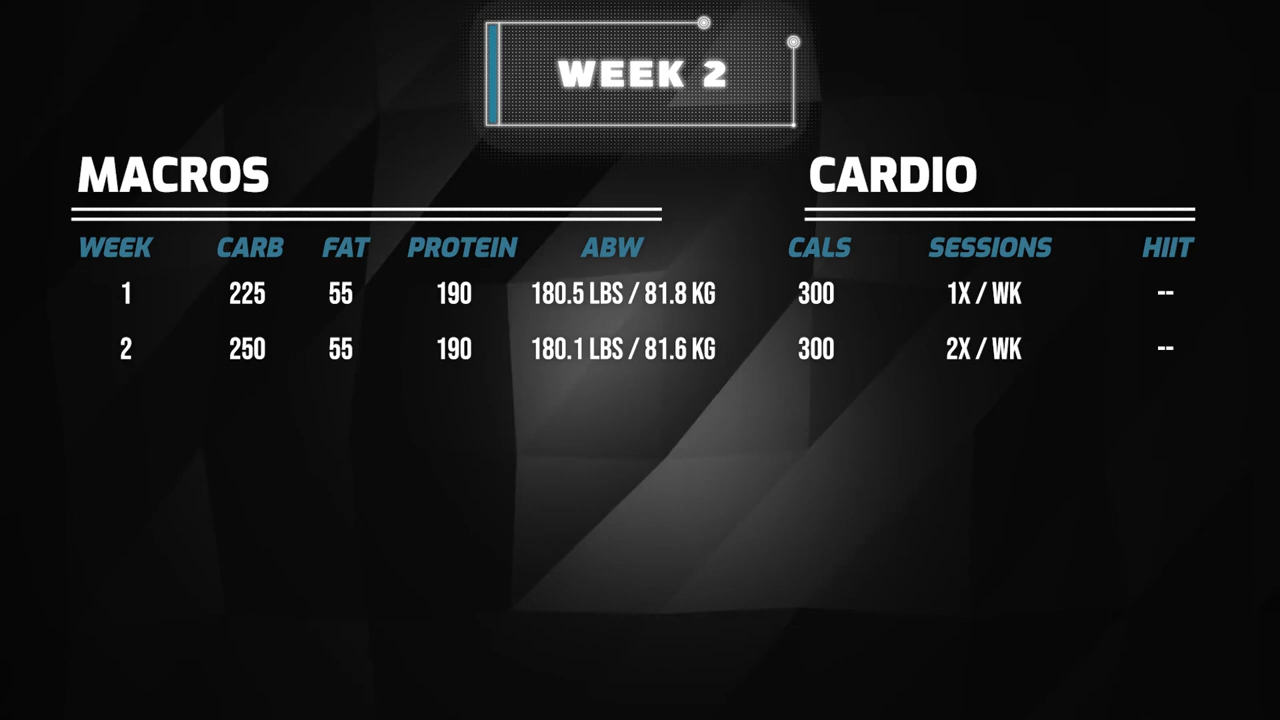 WEEK 2
MACROS
CARDIO
WEEK CARB FAT PROTEIN ABW CALS SESSIONS HIIT
1 225 55 190 180.5 LBS / 81.8 KG 300 1X / WK --
2 250 55 190 180.1 LBS / 81.6 KG 300 2X / WK --